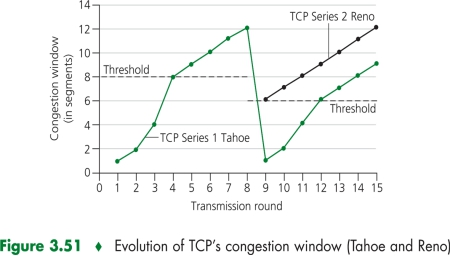 14
TCP Series 2 Reno
12
10
Threshold
8
6
Threshold
4
TCP Series 1 Tahoe
2
0
Congestion window
(in segments)
0 1 2 3 4 5 6 7 8 9 10 11 12 13 14 15
Transmission round
Figure 3.51 ♦ Evolution of TCP's congestion window (Tahoe and Reno)